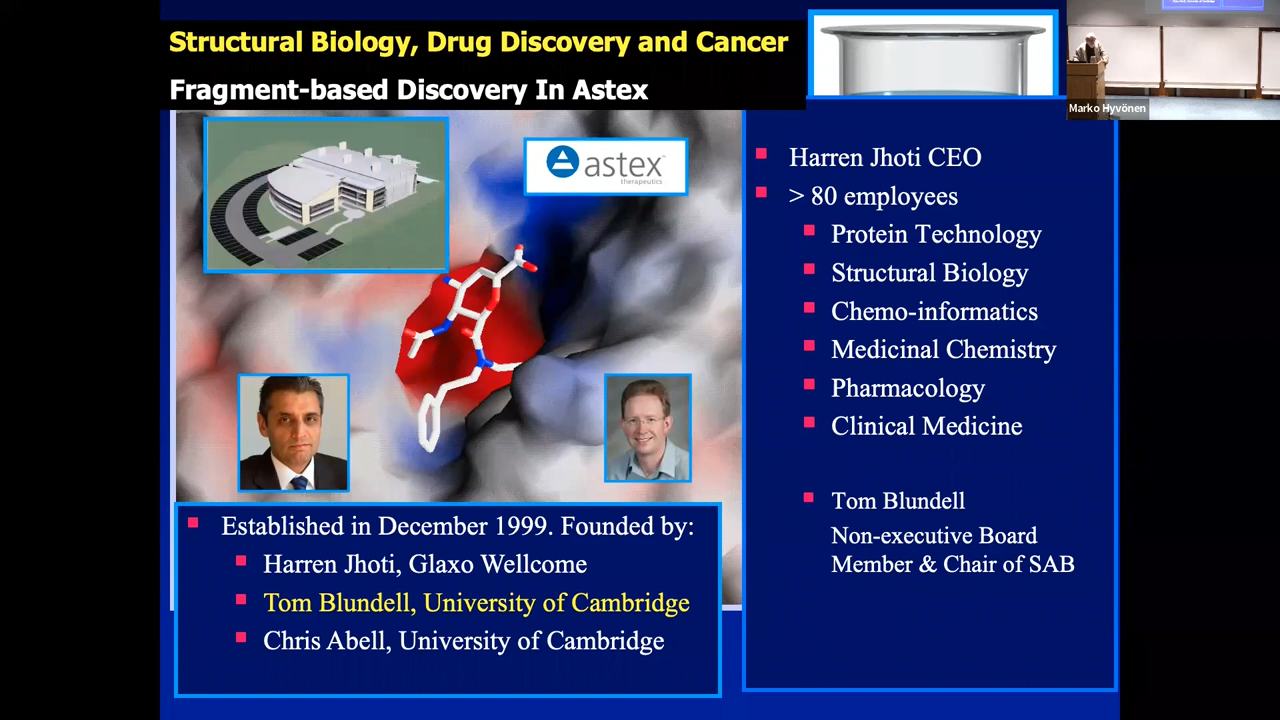 Structural Biology, Drug Discovery and Cancer
Fragment-based Discovery In Astex
Marko Hyvönen
astex
therapeutics
Established in December 1999. Founded by:
Harren Jhoti, Glaxo Wellcome
Tom Blundell, University of Cambridge
Chris Abell, University of Cambridge
Harren Jhoti CEO
> 80 employees
Protein Technology
Structural Biology
Chemo-informatics
Medicinal Chemistry
Pharmacology
Clinical Medicine
Tom Blundell
Non-executive Board
Member & Chair of SAB